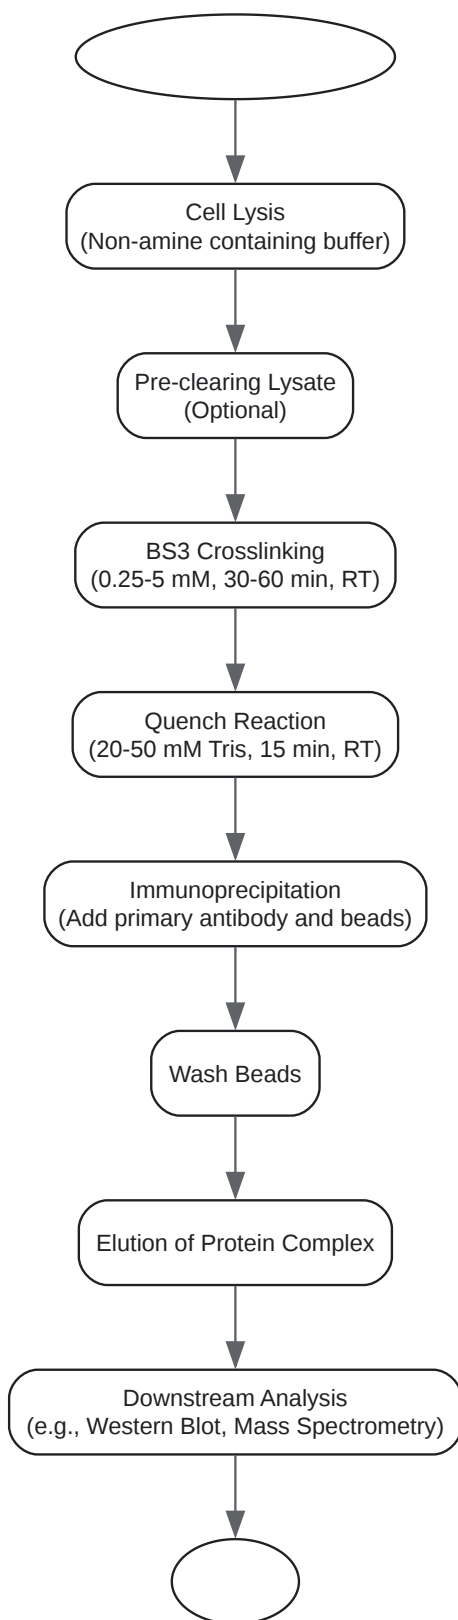 Cell Lysis
(Non-amine containing buffer)
Pre-clearing Lysate
(Optional)
BS3 Crosslinking
(0.25-5 mM, 30-60 min, RT)
Quench Reaction
(20-50 mM Tris, 15 min, RT)
Immunoprecipitation
(Add primary antibody and beads)
Wash Beads
Elution of Protein Complex
Downstream Analysis
(e.g., Western Blot, Mass Spectrometry)